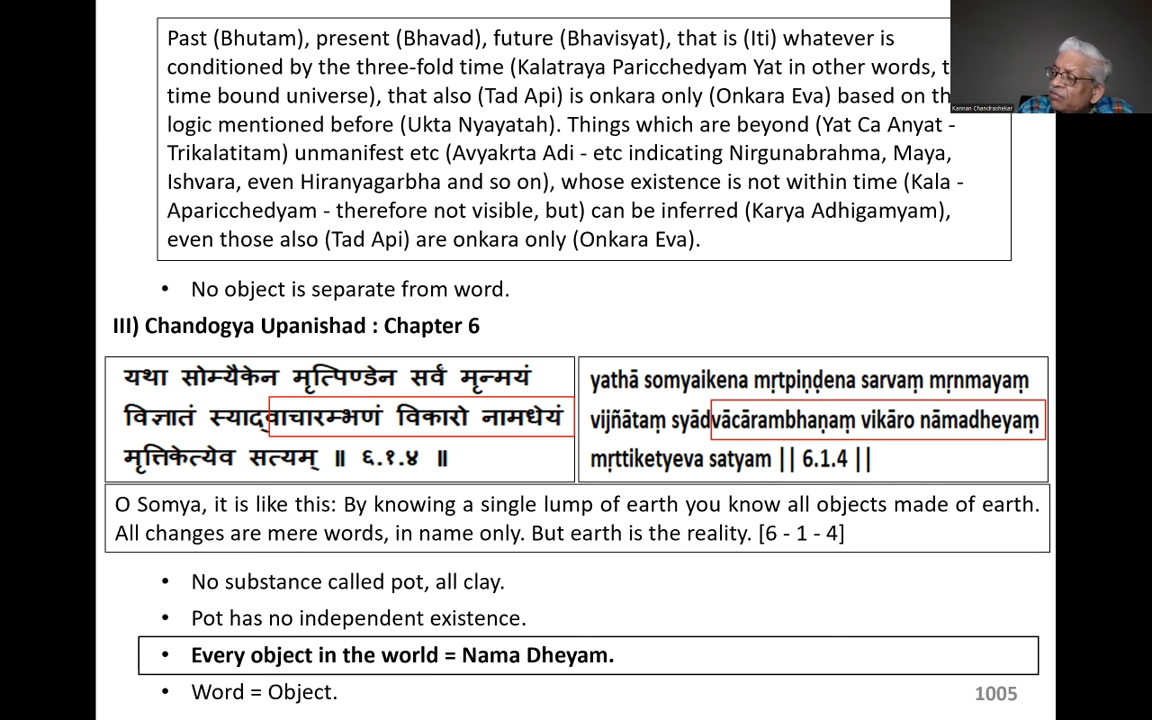 Past (Bhutam), present (Bhavad), future (Bhavisyat), that is (Iti) whatever is
conditioned by the three-fold time (Kalatraya Paricchedyam Yat in other words, t
time bound universe), that also (Tad Api) is onkara only (Onkara Eva) based on th
logic mentioned before (Ukta Nyayatah). Things which are beyond (Yat Ca Anyat -
Trikalatitam) unmanifest etc (Avyakrta Adi - etc indicating Nirgunabrahma, Maya,
Ishvara, even Hiranyagarbha and so on), whose existence is not within time (Kala -
Aparicchedyam - therefore not visible, but) can be inferred (Karya Adhigamyam),
even those also (Tad Api) are onkara only (Onkara Eva).
Kannan Chandrashekar
• No object is separate from word.
III) Chandogya Upanishad : Chapter 6
यथा सोम्यैकेन मृत्पिण्डेन सर्वं मृन्मयं
विज्ञातं स्याद्वाचारम्भणं विकारो नामधेयं
मृत्तिकेत्येव सत्यम् ॥ ६.१.४ ॥
yathā somyaikena mṛtpiṇḍena sarvaṃ mṛnmayaṃ
vijñātaṃ syādvācārambhaṇaṃ vikāro nāmadheyaṃ
mṛttiketyeva satyam || 6.1.4 ||
O Somya, it is like this: By knowing a single lump of earth you know all objects made of earth.
All changes are mere words, in name only. But earth is the reality. [6 - 1 - 4]
• No substance called pot, all clay.
• Pot has no independent existence.
• Every object in the world = Nama Dheyam.
• Word = Object.
1005